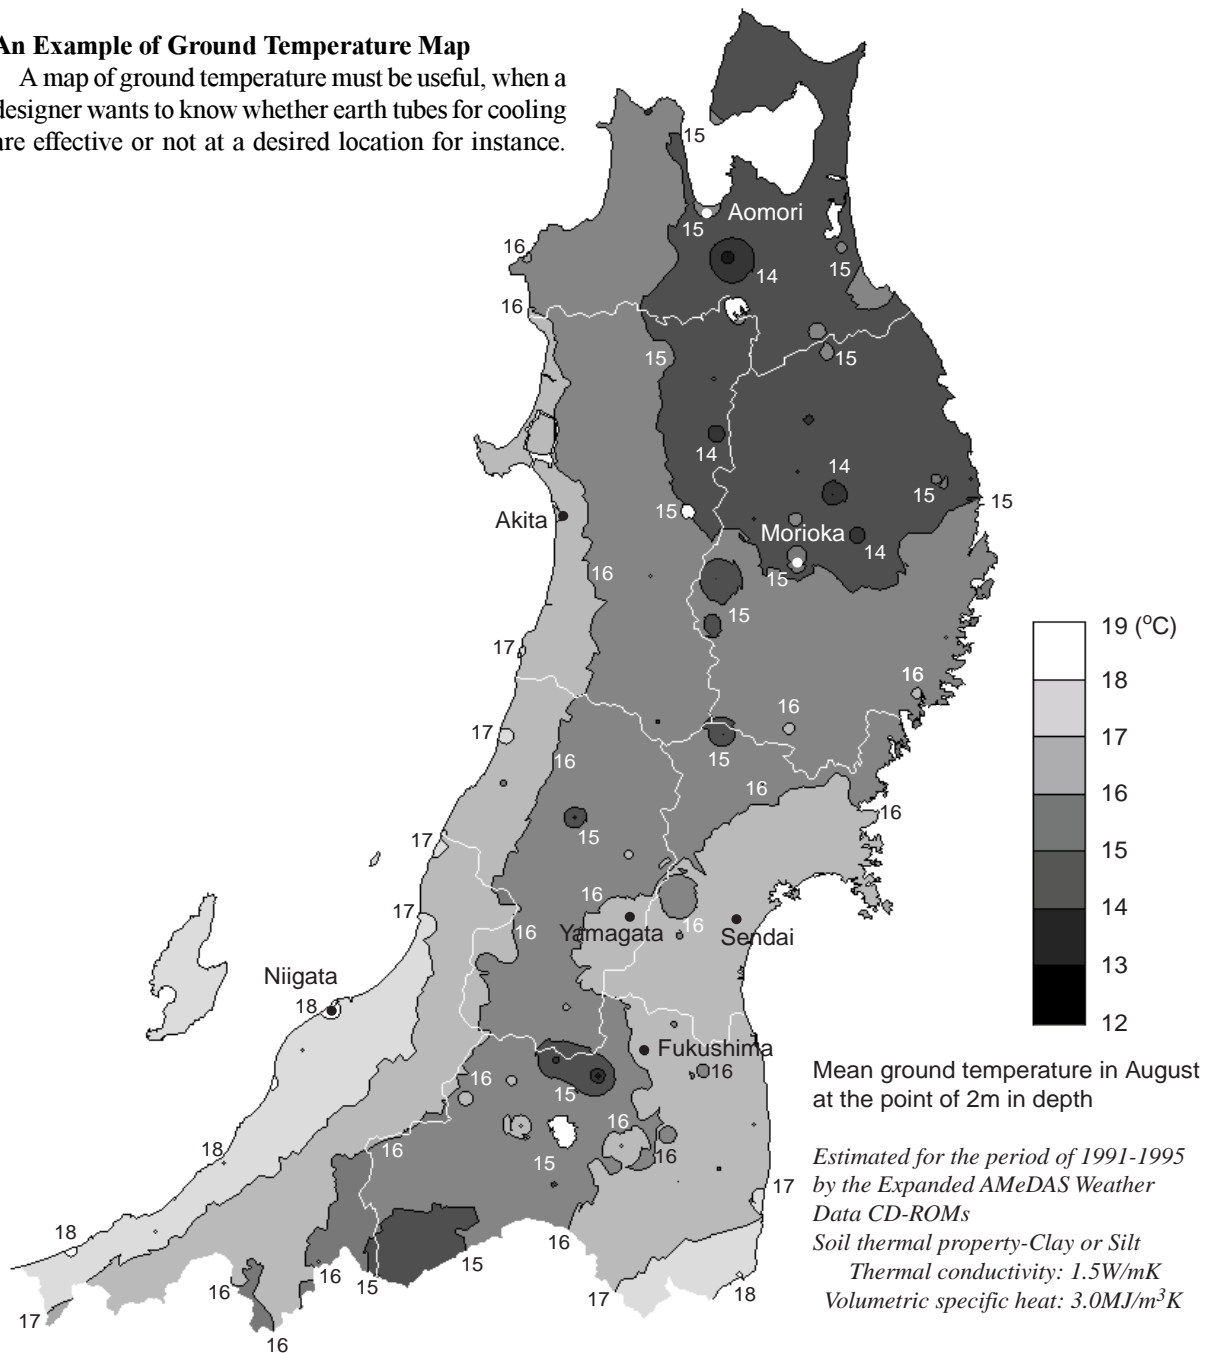 An Example of Ground Temperature Map
A map of ground temperature must be useful, when a
designer wants to know whether earth tubes for cooling
are effective or not at a desired location for instance.
15
15
Aomori
16
14
15
16
15
15
14
14
15
15
15
Akita
Morioka
14
16
15
15
17
16
16
17
16
15
16
16
15
17
16
17
16
Yamagata
16
Sendai
Niigata
18
Fukushima
16
16
15
16
18
16
15
16
17
18
16
15
15
16
16
17
18
17
16
19 (°C)
18
17
16
15
14
13
12
Mean ground temperature in August
at the point of 2m in depth
Estimated for the period of 1991-1995
by the Expanded AMeDAS Weather
Data CD-ROMs
Soil thermal property-Clay or Silt
Thermal conductivity: 1.5W/mK
Volumetric specific heat: 3.0MJ/m³K